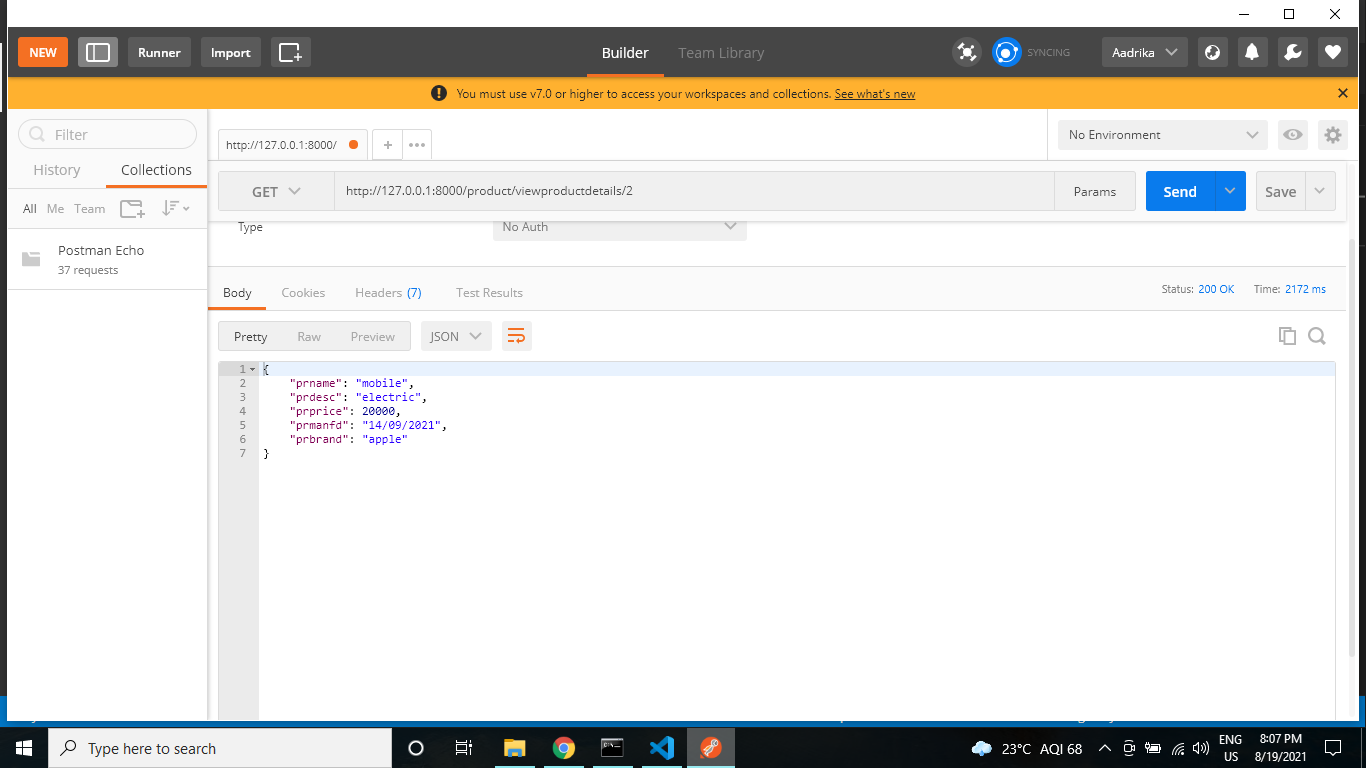 NEW Runner Import Builder Team Library SYNCING Aadrika
You must use v7.0 or higher to access your workspaces and collections. See what's new
Filter
History Collections
All Me Team
Postman Echo
37 requests
http://127.0.0.1:8000/ + ••• No Environment
GET http://127.0.0.1:8000/product/viewproductdetails/2 Params Send Save
Type No Auth
Body Cookies Headers (7) Test Results Status: 200 OK Time: 2172 ms
Pretty Raw Preview JSON
1 {
2 "prname": "mobile",
3 "prdesc": "electric",
4 "prprice": 20000,
5 "prmanfd": "14/09/2021",
6 "prbrand": "apple"
7 }
Type here to search 23°C AQI 68 ENG 8:07 PM
US 8/19/2021